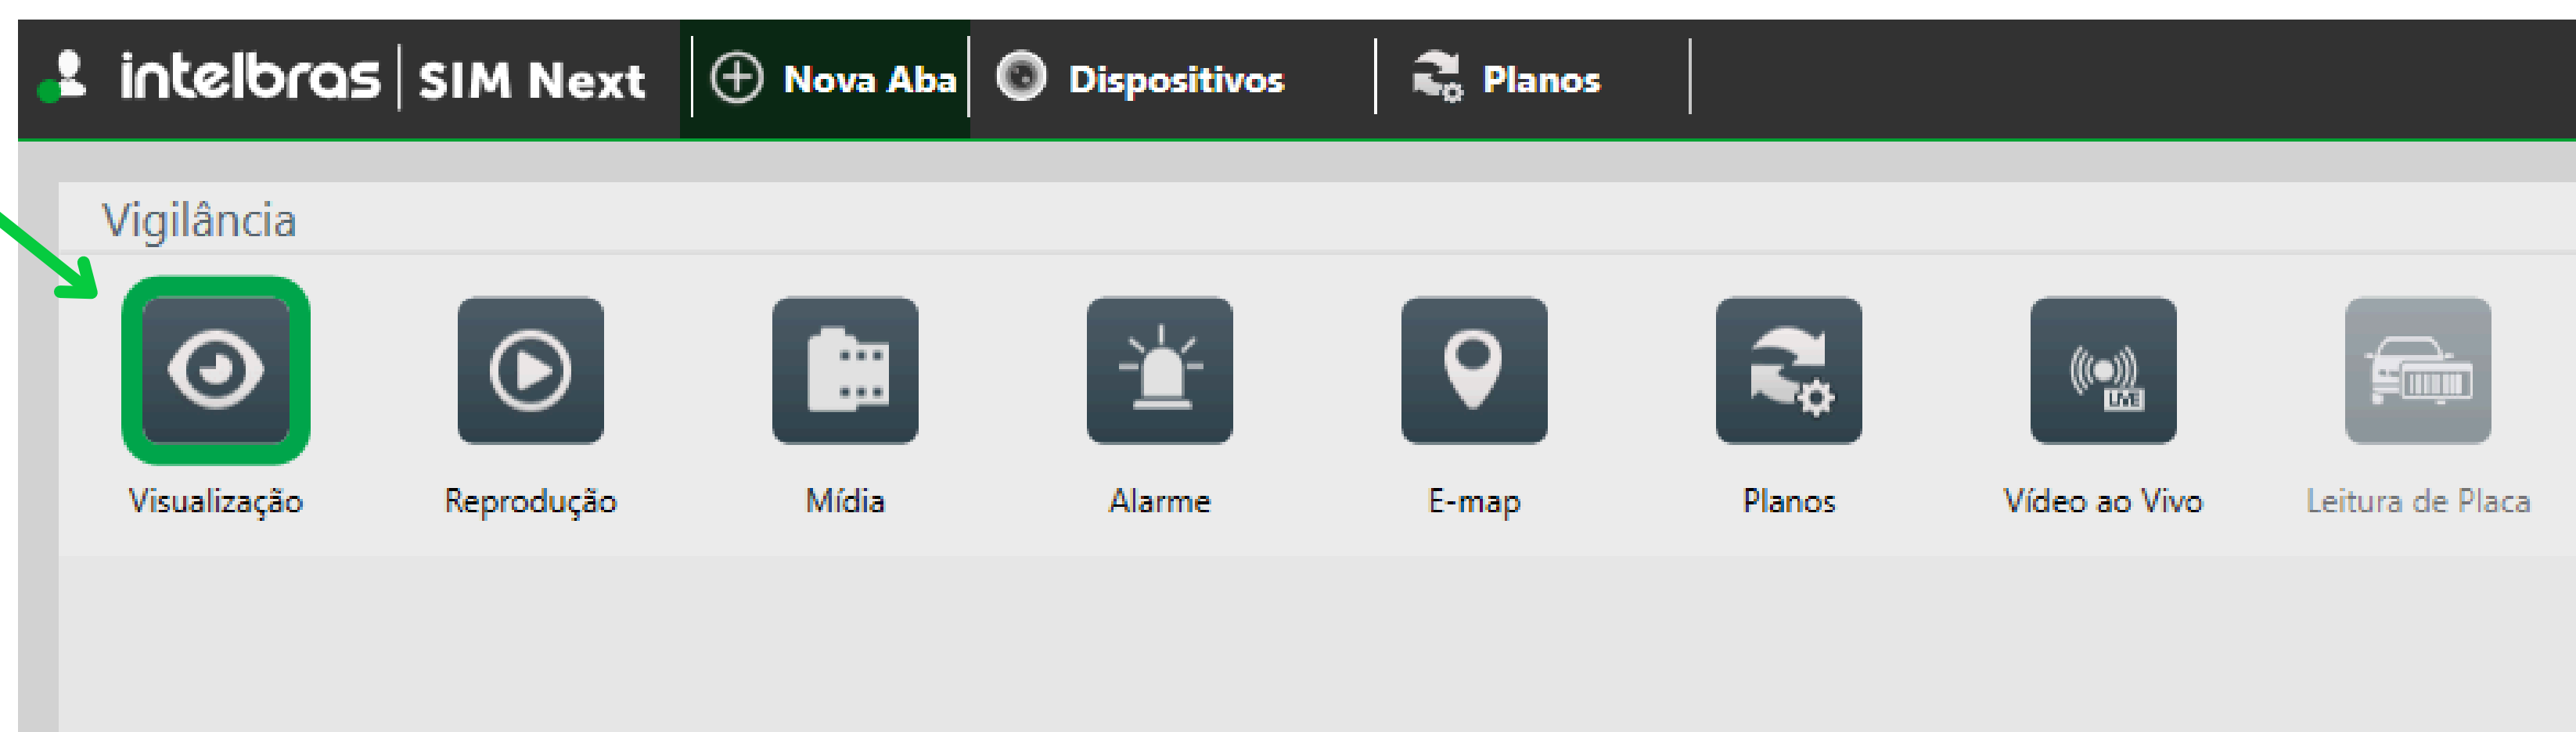 intelbras SIM Next Nova Aba Dispositivos Planos
Vigilância
LIVE
Visualização Reprodução Mídia Alarme E-map Planos Vídeo ao Vivo Leitura de Placa